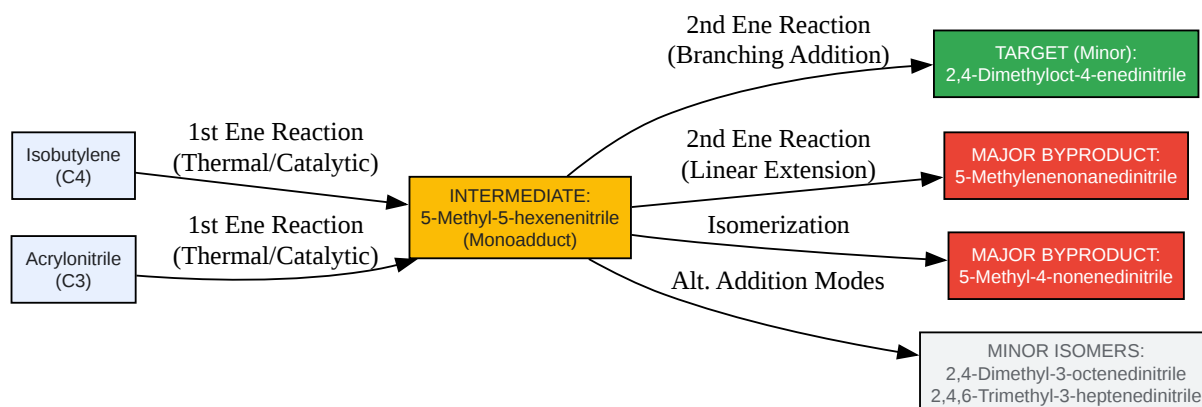 Isobutylene
(C4)
Acrylonitrile
(C3)
1st Ene Reaction
(Thermal/Catalytic)
1st Ene Reaction
(Thermal/Catalytic)
INTERMEDIATE:
5-Methyl-5-hexenenitrile
(Monoadduct)
2nd Ene Reaction
(Branching Addition)
2nd Ene Reaction
(Linear Extension)
Isomerization
Alt. Addition Modes
TARGET (Minor):
2,4-Dimethyloct-4-enedinitrile
MAJOR BYPRODUCT:
5-Methylenenonanedinitrile
MAJOR BYPRODUCT:
5-Methyl-4-nonenedinitrile
MINOR ISOMERS:
2,4-Dimethyl-3-octenedinitrile
2,4,6-Trimethyl-3-heptenedinitrile